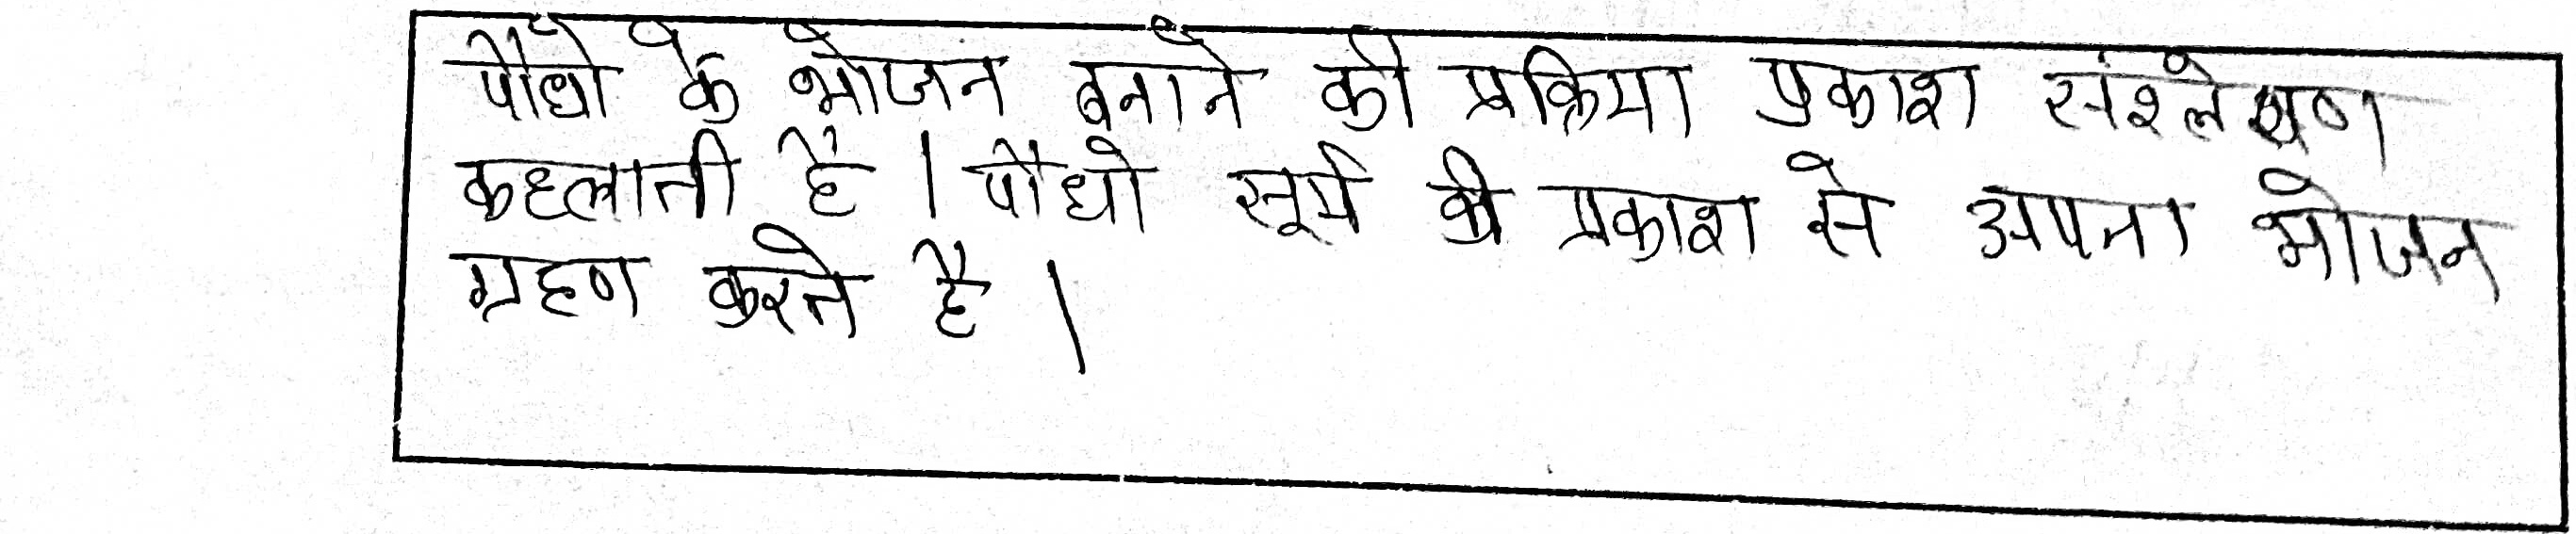 पौधो के भोजन बनाने की प्रक्रिया प्रकाश संश्लेषण
कहलाती है । पौधो सूर्य की प्रकाश से अपना भोजन
ग्रहण करते है ।